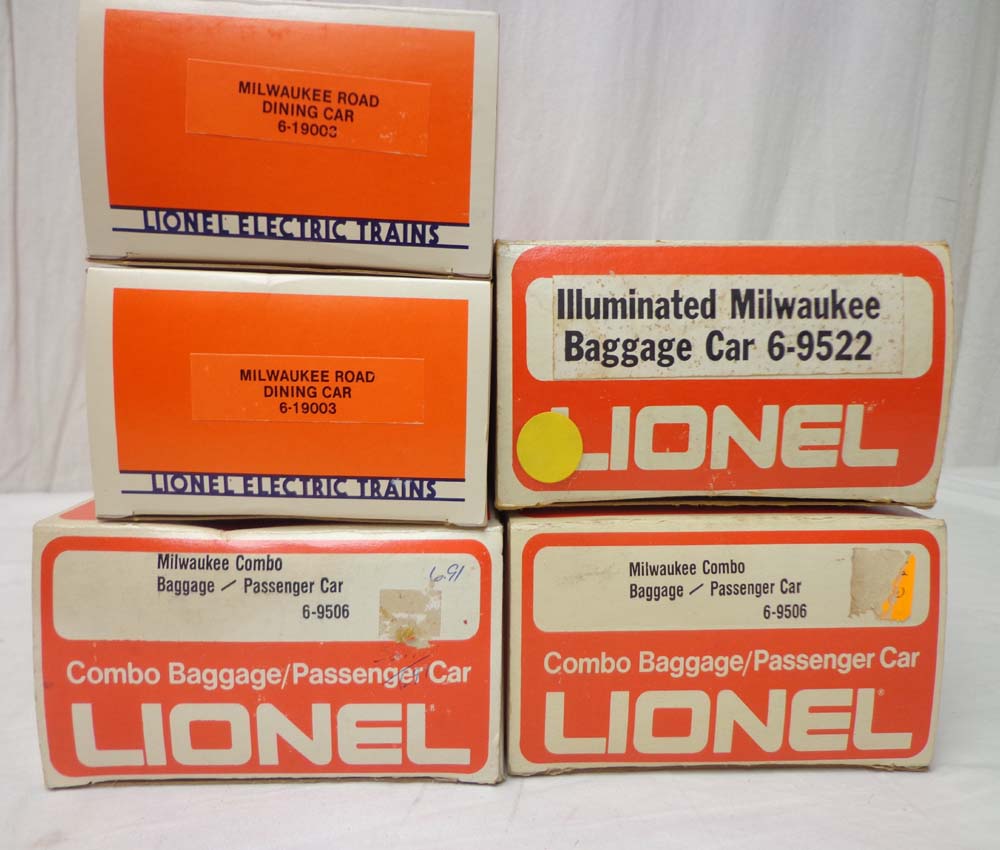 MILWAUKEE ROAD
DINING CAR
6-19003
LIONEL ELECTRIC TRAINS
MILWAUKEE ROAD
DINING CAR
6-19003
LIONEL ELECTRIC TRAINS
Illuminated Milwaukee
Baggage Car 6-9522
LIONEL
Milwaukee Combo
Baggage / Passenger Car
6-9506
6.91
Combo Baggage/Passenger Car
LIONEL
Milwaukee Combo
Baggage / Passenger Car
6-9506
Combo Baggage/Passenger Car
LIONEL